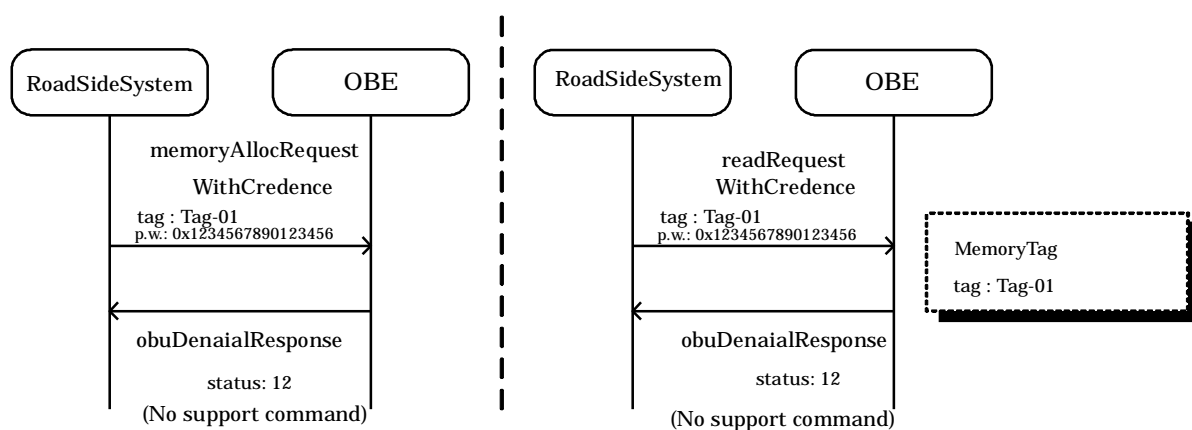 RoadSideSystem
OBE
memoryAllocRequest
WithCredence
tag : Tag-01
p.w.: 0x1234567890123456
obuDenaialResponse
status: 12
(No support command)
RoadSideSystem
OBE
readRequest
WithCredence
tag : Tag-01
p.w.: 0x1234567890123456
obuDenaialResponse
status: 12
(No support command)
MemoryTag
tag : Tag-01